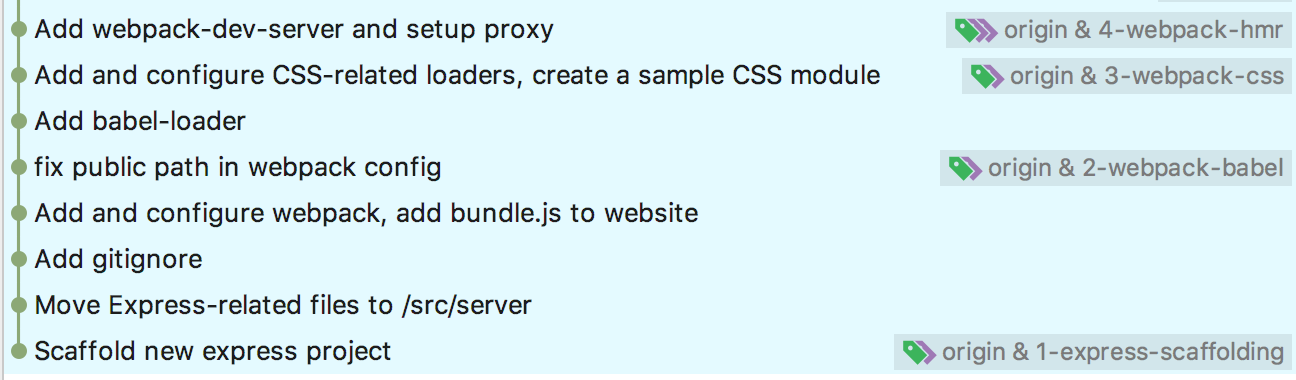 Add webpack-dev-server and setup proxy origin & 4-webpack-hmr
Add and configure CSS-related loaders, create a sample CSS module origin & 3-webpack-css
Add babel-loader
fix public path in webpack config origin & 2-webpack-babel
Add and configure webpack, add bundle.js to website
Add gitignore
Move Express-related files to /src/server
Scaffold new express project origin & 1-express-scaffolding